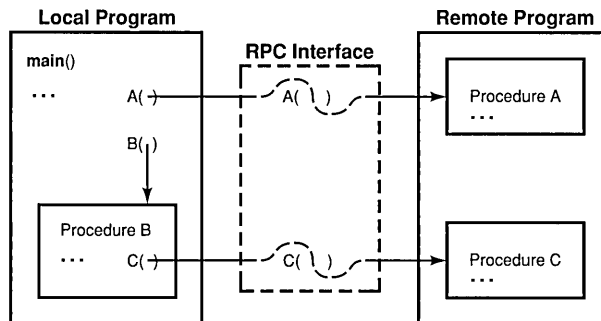 Local Program
Remote Program
RPC Interface
main()
... A( )
A( )
Procedure A
...
B( )
Procedure B
... C( )
C( )
Procedure C
...